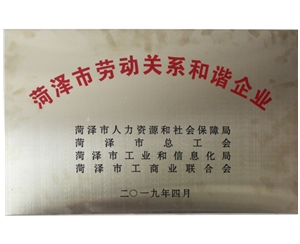 菏泽市劳动关系和谐企业
菏泽市人力资源和社会保障局
菏泽市总工会
菏泽市工业和信息化局
菏泽市工商业联合会
二〇一九年四月